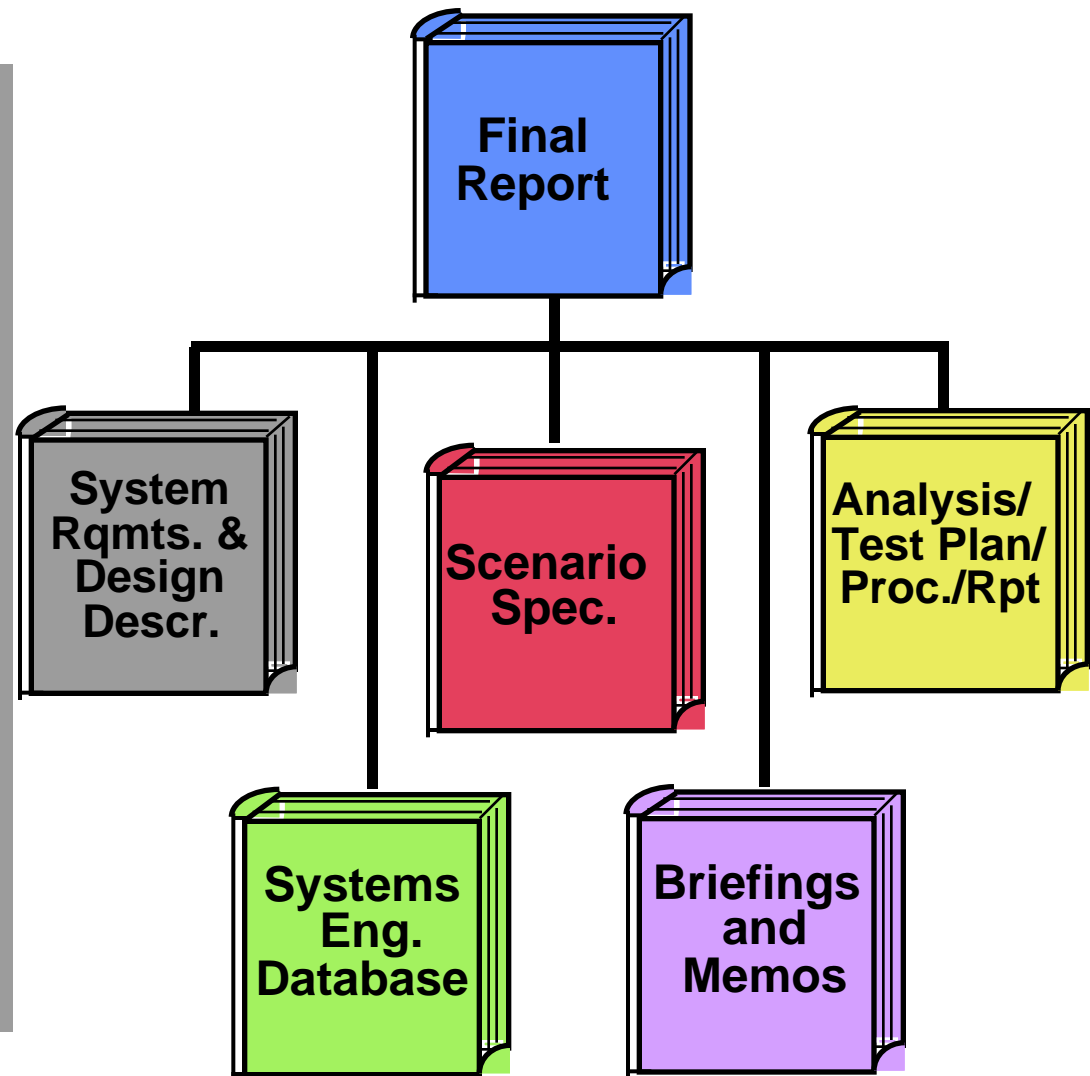 Final
Report
System
Rqmts. &
Design
Descr.
Scenario
Spec.
Analysis/
Test Plan/
Proc./Rpt
Systems
Eng.
Database
Briefings
and
Memos